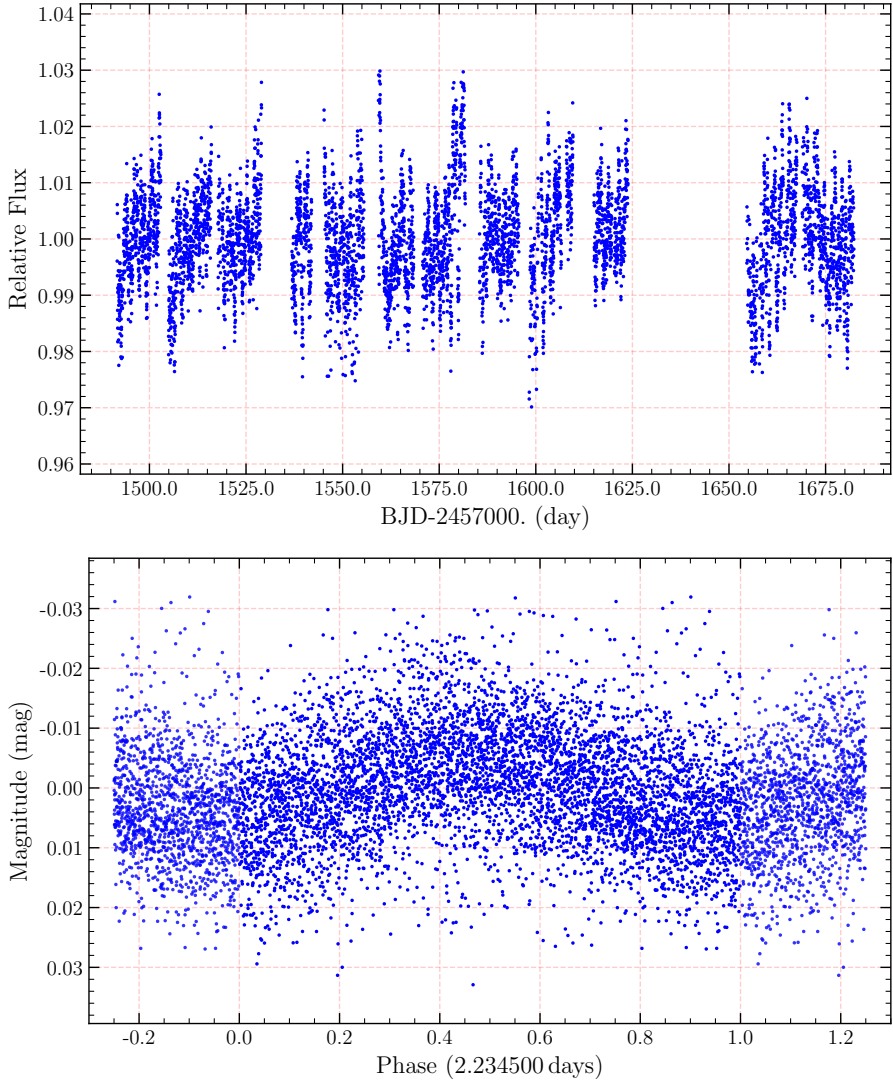 1.04
1.03
1.02
1.01
1.00
0.99
0.98
0.97
0.96
Relative Flux
1500.0 1525.0 1550.0 1575.0 1600.0 1625.0 1650.0 1675.0
BJD-2457000. (day)
-0.03
-0.02
-0.01
0.00
0.01
0.02
0.03
Magnitude (mag)
-0.2 0.0 0.2 0.4 0.6 0.8 1.0 1.2
Phase (2.234500 days)